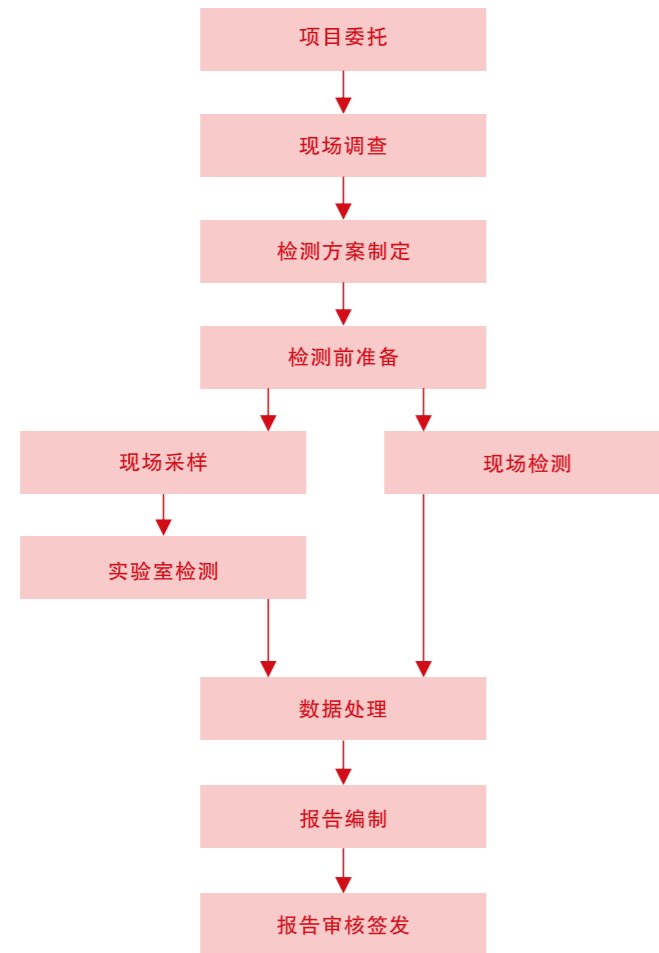 项目委托
现场调查
检测方案制定
检测前准备
现场采样
现场检测
实验室检测
数据处理
报告编制
报告审核签发